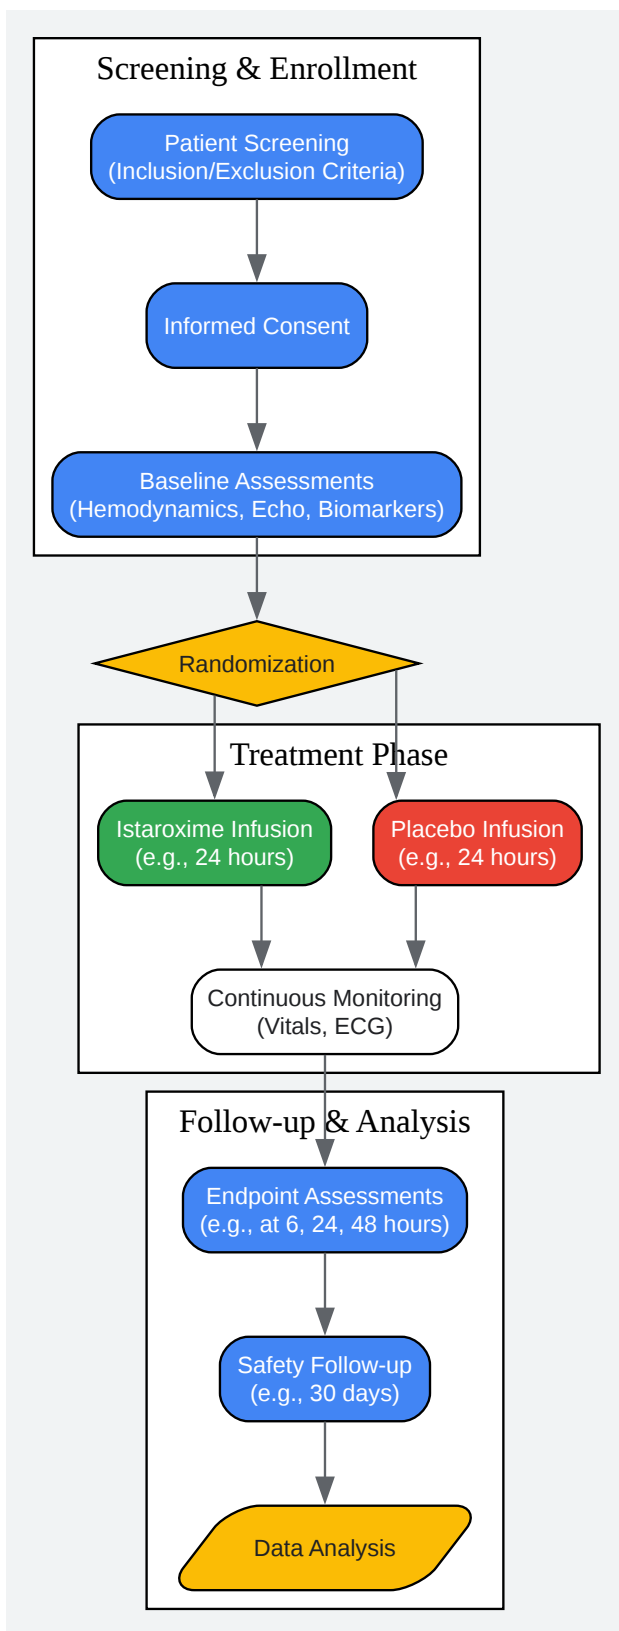 Screening & Enrollment
Patient Screening
(Inclusion/Exclusion Criteria)
Informed Consent
Baseline Assessments
(Hemodynamics, Echo, Biomarkers)
Randomization
Treatment Phase
Istaroxime Infusion
(e.g., 24 hours)
Placebo Infusion
(e.g., 24 hours)
Continuous Monitoring
(Vitals, ECG)
Follow-up & Analysis
Endpoint Assessments
(e.g., at 6, 24, 48 hours)
Safety Follow-up
(e.g., 30 days)
Data Analysis